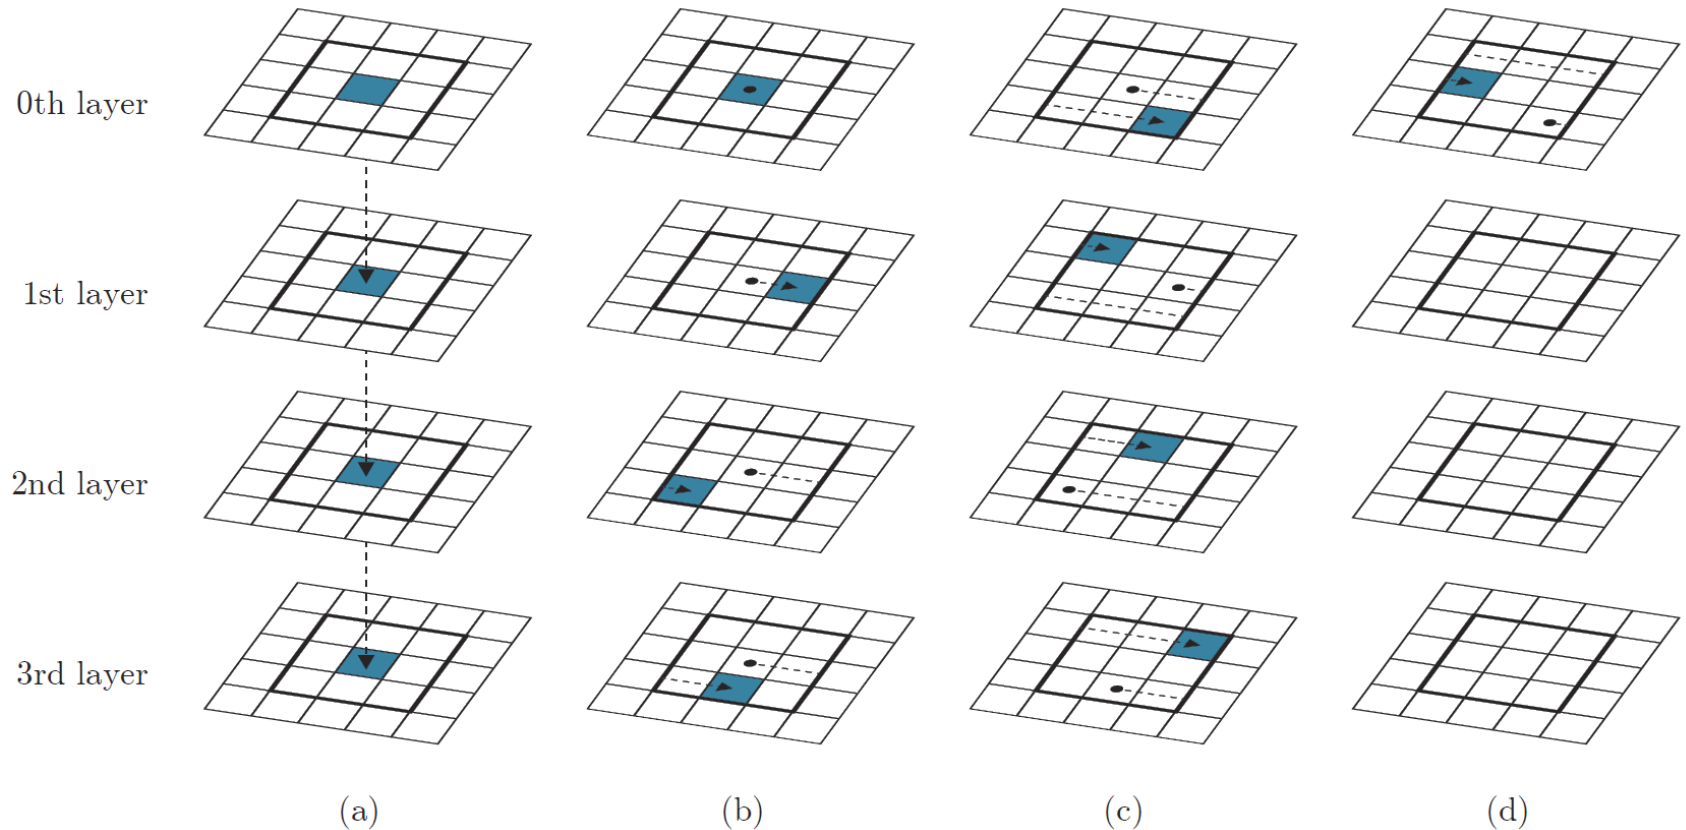 0th layer
1st layer
2nd layer
3rd layer
(a) (b) (c) (d)